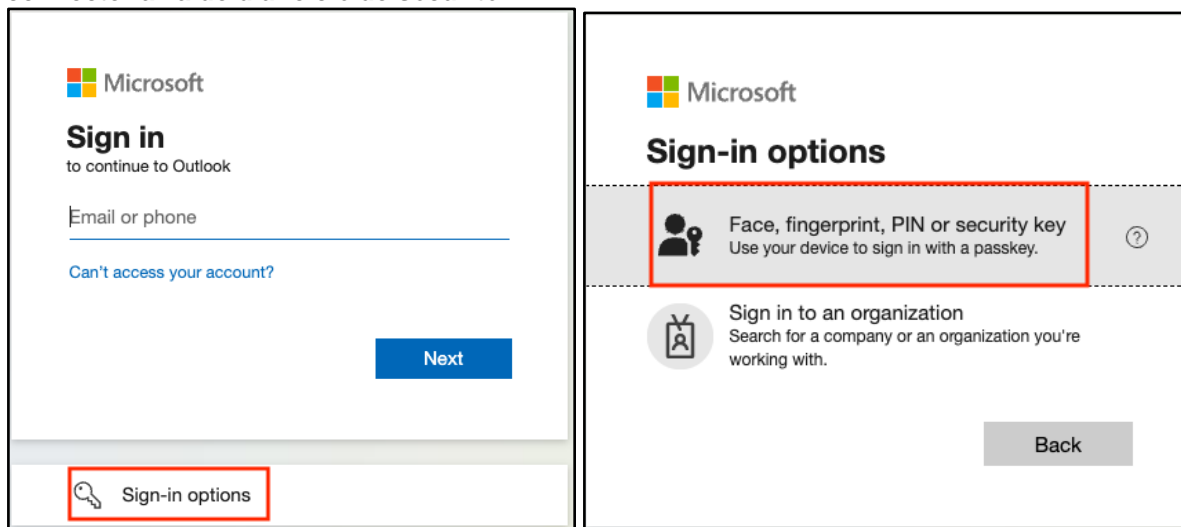 Microsoft
Sign in
to continue to Outlook
Email or phone
Can't access your account?
Next
Sign-in options
Microsoft
Sign-in options
Face, fingerprint, PIN or security key
Use your device to sign in with a passkey.
Sign in to an organization
Search for a company or an organization you're
working with.
Back